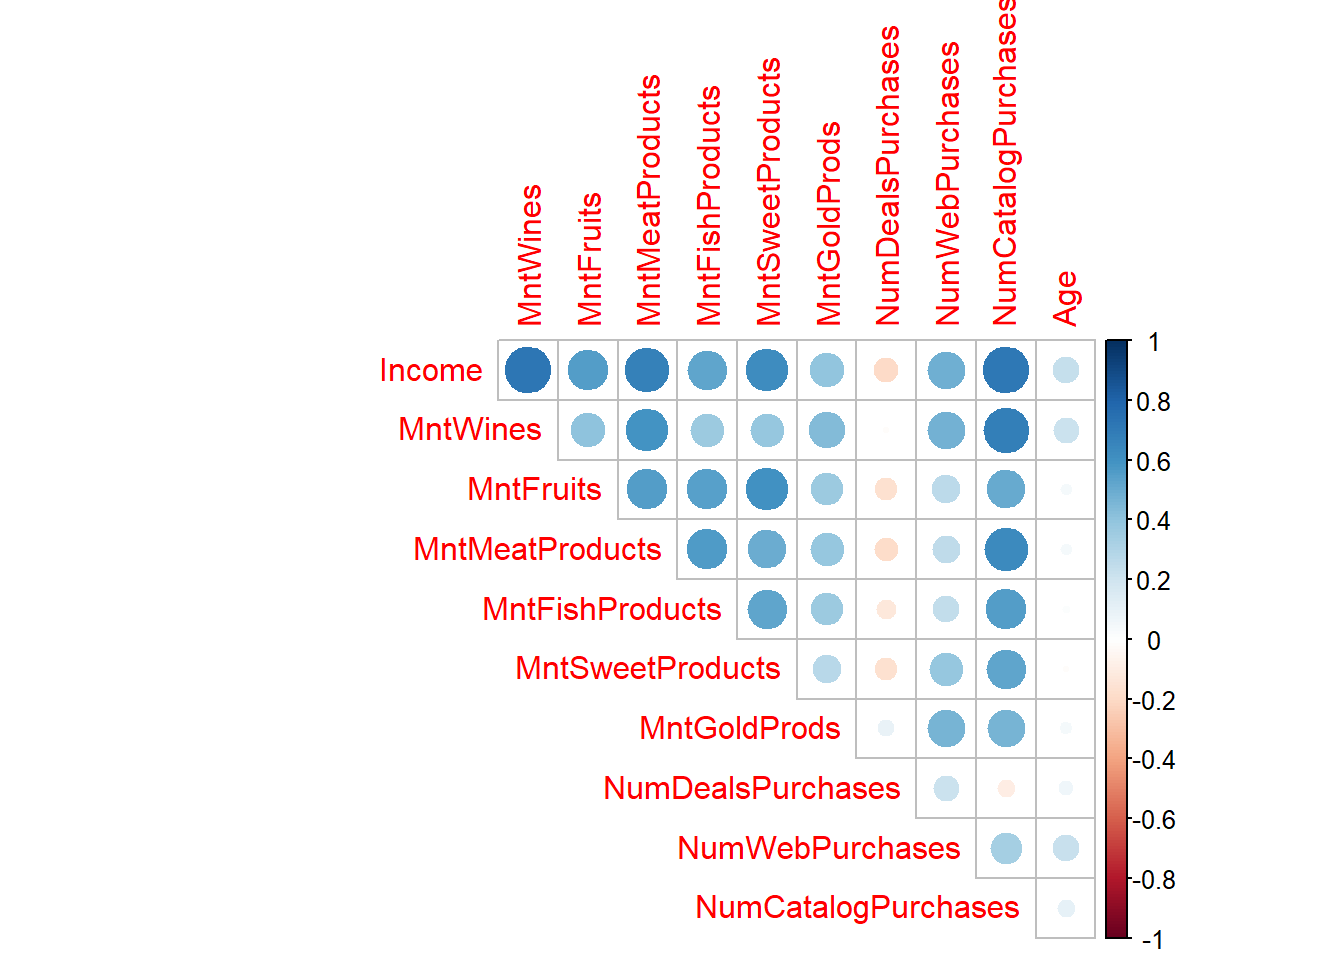 MntWines
MntFruits
MntMeatProducts
MntFishProducts
MntSweetProducts
MntGoldProds
NumDealsPurchases
NumWebPurchases
NumCatalogPurchases
Age
Income
MntWines
MntFruits
MntMeatProducts
MntFishProducts
MntSweetProducts
MntGoldProds
NumDealsPurchases
NumWebPurchases
NumCatalogPurchases
1
0.8
0.6
0.4
0.2
0
-0.2
-0.4
-0.6
-0.8
-1